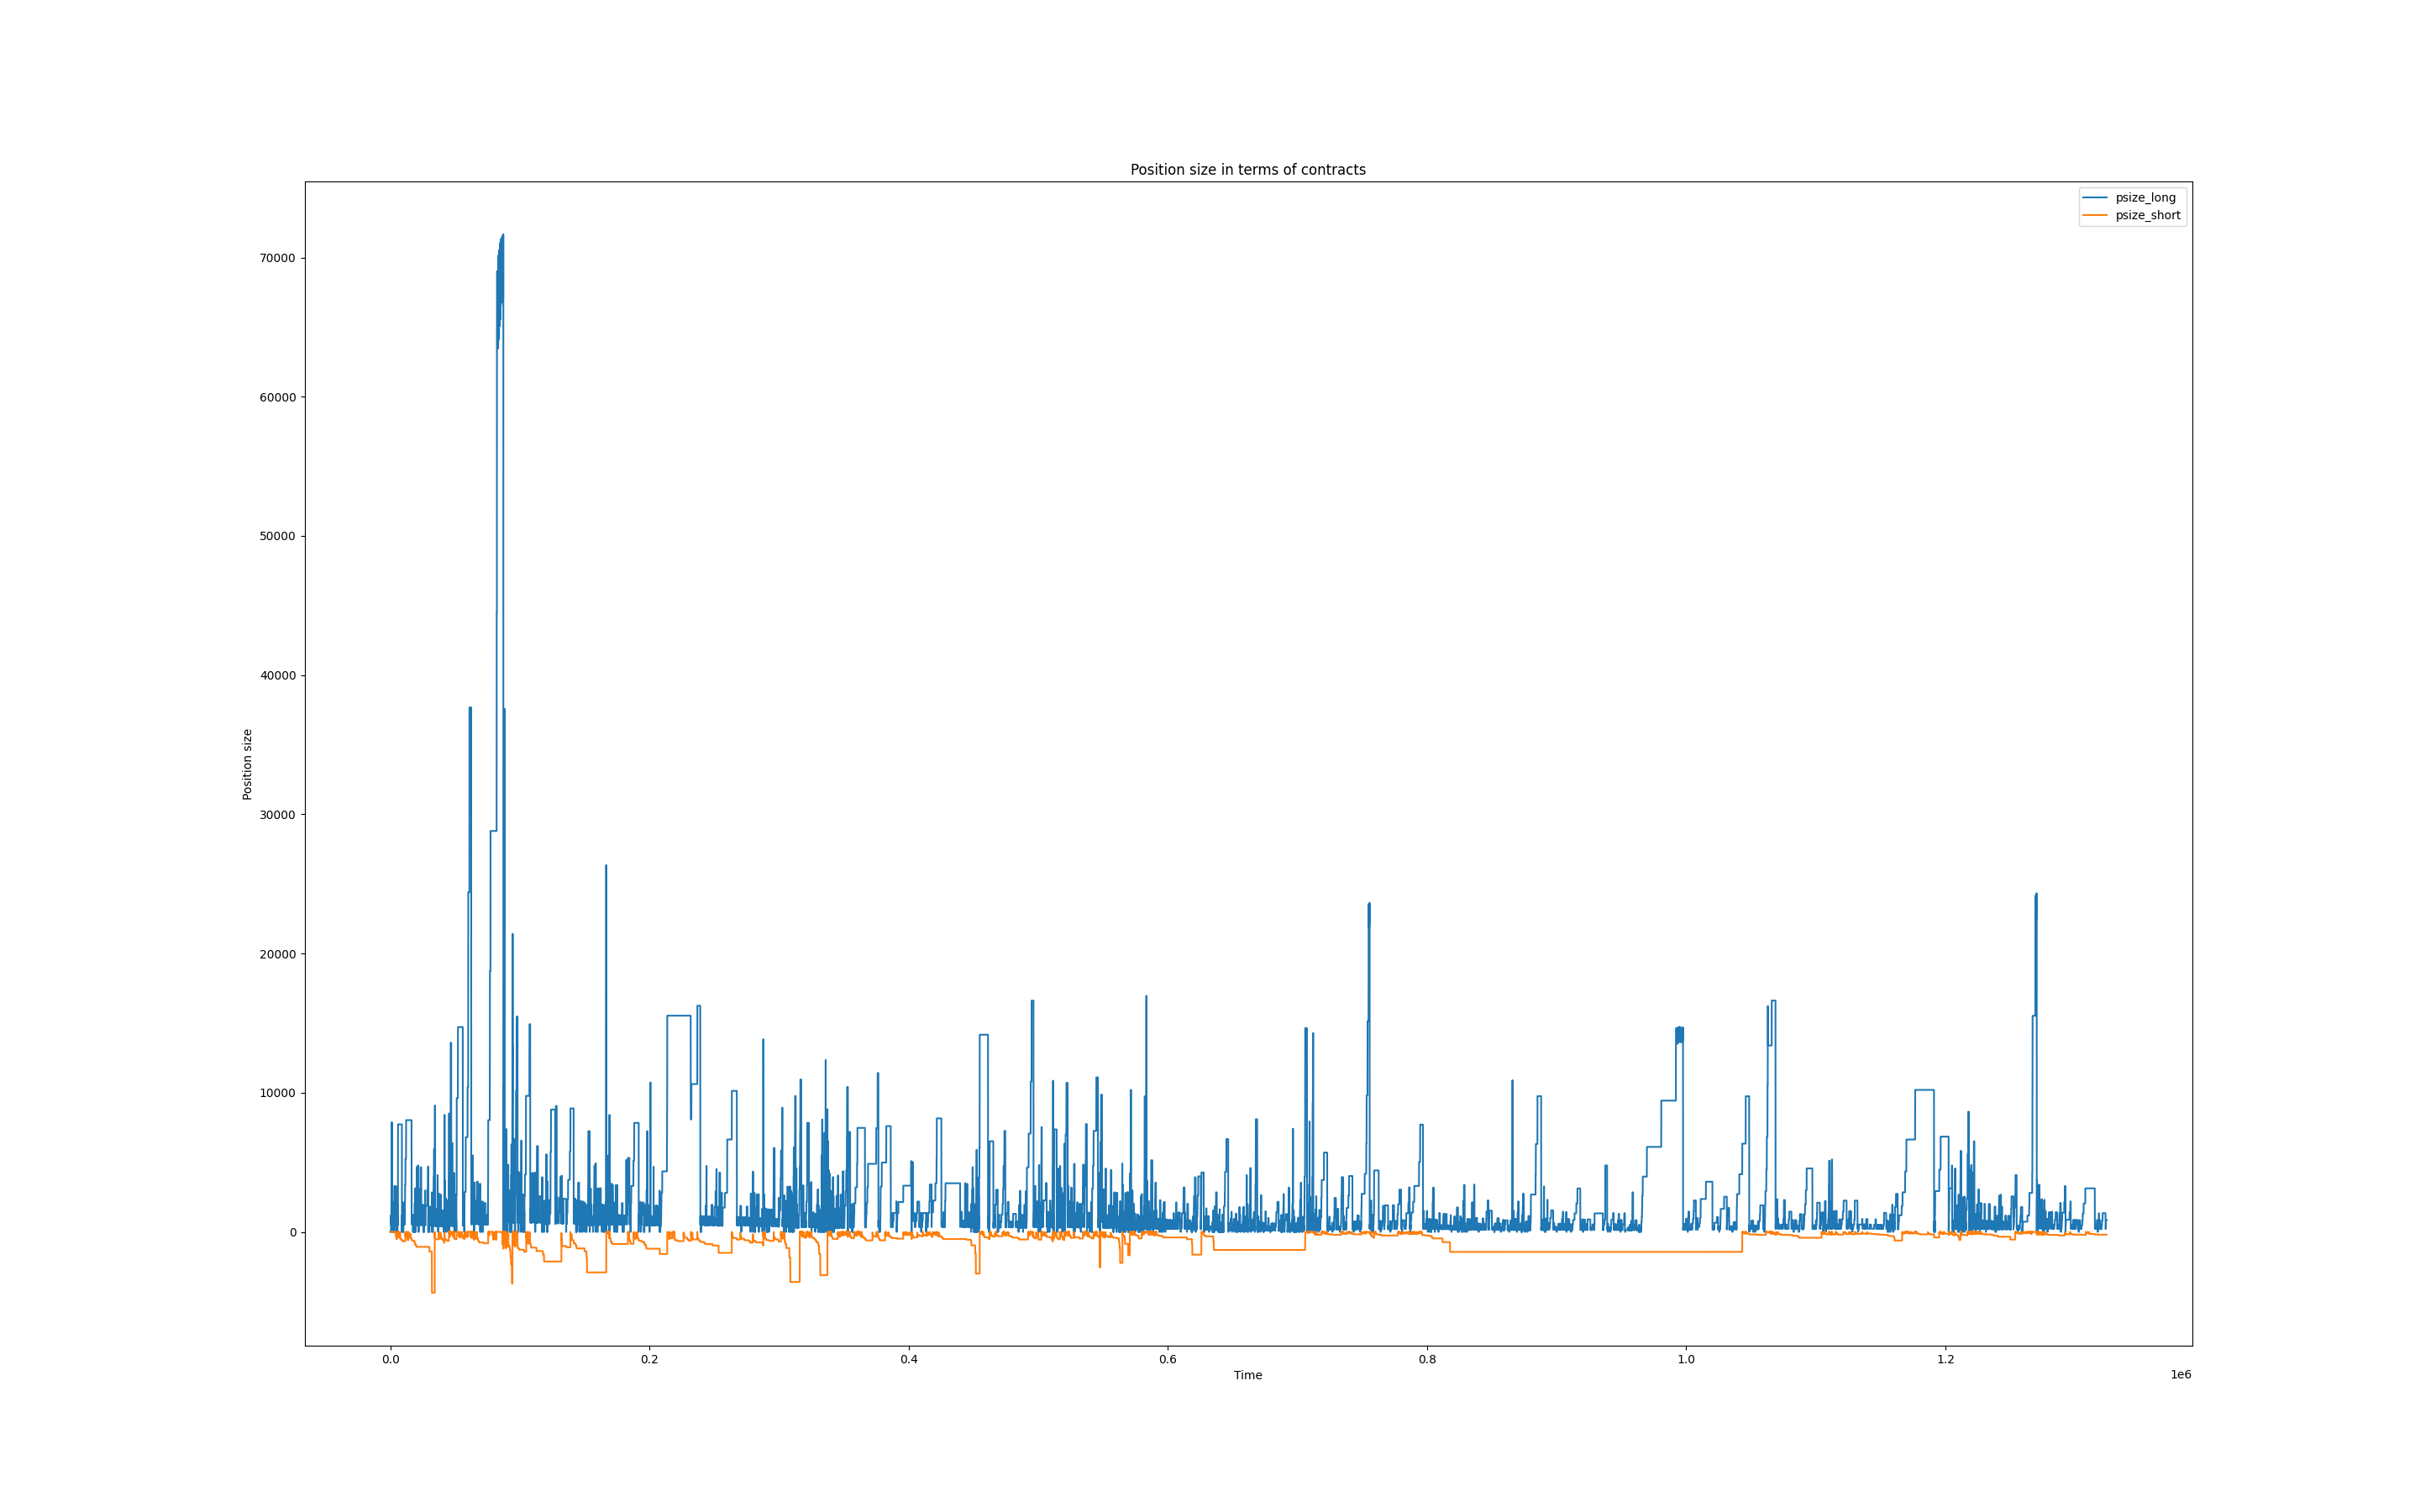 Position size in terms of contracts
psize_long
psize_short
70000
60000
50000
40000
30000
20000
10000
0
Position size
0.0 0.2 0.4 0.6 0.8 1.0 1.2
Time
1e6